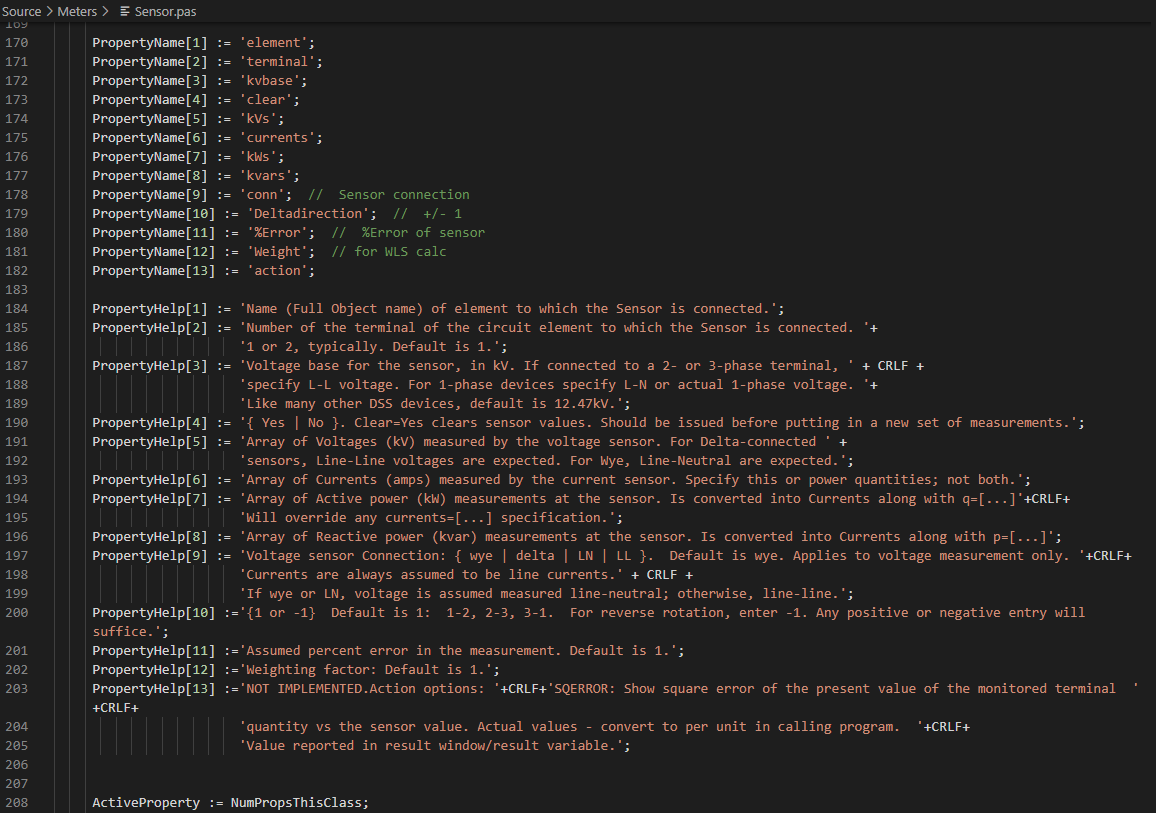 Source > Meters > Sensor.pas
169
170 PropertyName[1] := 'element';
171 PropertyName[2] := 'terminal';
172 PropertyName[3] := 'kvbase';
173 PropertyName[4] := 'clear';
174 PropertyName[5] := 'kVs';
175 PropertyName[6] := 'currents';
176 PropertyName[7] := 'kWs';
177 PropertyName[8] := 'kvars';
178 PropertyName[9] := 'conn';  //  Sensor connection
179 PropertyName[10] := 'Deltadirection';  //  +/- 1
180 PropertyName[11] := '%Error';  //  %Error of sensor
181 PropertyName[12] := 'Weight';  // for WLS calc
182 PropertyName[13] := 'action';
183
184 PropertyHelp[1] := 'Name (Full Object name) of element to which the Sensor is connected.';
185 PropertyHelp[2] := 'Number of the terminal of the circuit element to which the Sensor is connected. '+
186 '1 or 2, typically. Default is 1.';
187 PropertyHelp[3] := 'Voltage base for the sensor, in kV. If connected to a 2- or 3-phase terminal, ' + CRLF +
188 'specify L-L voltage. For 1-phase devices specify L-N or actual 1-phase voltage. '+
189 'Like many other DSS devices, default is 12.47kV.';
190 PropertyHelp[4] := '{ Yes | No }. Clear=Yes clears sensor values. Should be issued before putting in a new set of measurements.';
191 PropertyHelp[5] := 'Array of Voltages (kV) measured by the voltage sensor. For Delta-connected ' +
192 'sensors, Line-Line voltages are expected. For Wye, Line-Neutral are expected.';
193 PropertyHelp[6] := 'Array of Currents (amps) measured by the current sensor. Specify this or power quantities; not both.';
194 PropertyHelp[7] := 'Array of Active power (kW) measurements at the sensor. Is converted into Currents along with q=[...]'+CRLF+
195 'Will override any currents=[...] specification.';
196 PropertyHelp[8] := 'Array of Reactive power (kvar) measurements at the sensor. Is converted into Currents along with p=[...]';
197 PropertyHelp[9] := 'Voltage sensor Connection: { wye | delta | LN | LL }.  Default is wye. Applies to voltage measurement only. '+CRLF+
198 'Currents are always assumed to be line currents.' + CRLF +
199 'If wye or LN, voltage is assumed measured line-neutral; otherwise, line-line.';
200 PropertyHelp[10] :='{1 or -1}  Default is 1:  1-2, 2-3, 3-1.  For reverse rotation, enter -1. Any positive or negative entry will
suffice.';
201 PropertyHelp[11] :='Assumed percent error in the measurement. Default is 1.';
202 PropertyHelp[12] :='Weighting factor: Default is 1.';
203 PropertyHelp[13] :='NOT IMPLEMENTED.Action options: '+CRLF+'SQERROR: Show square error of the present value of the monitored terminal  '
+CRLF+
204 'quantity vs the sensor value. Actual values - convert to per unit in calling program.  '+CRLF+
205 'Value reported in result window/result variable.';
206
207
208 ActiveProperty := NumPropsThisClass;